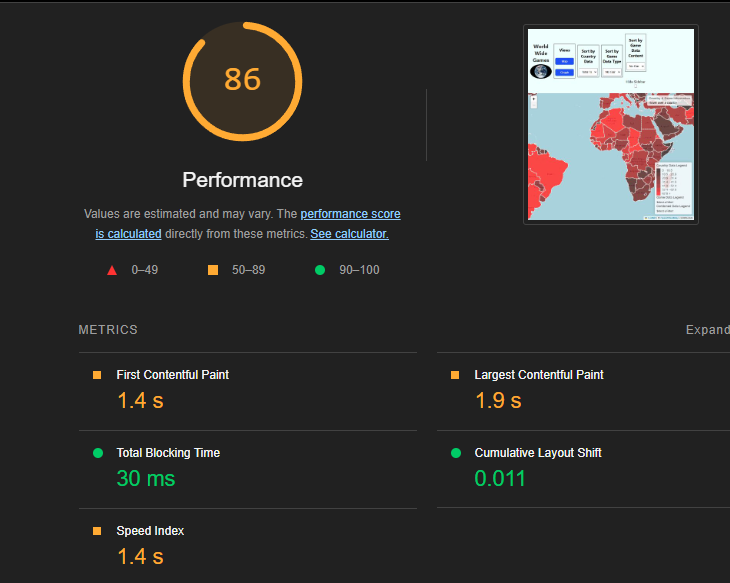 86
Performance
Values are estimated and may vary. The performance score
is calculated directly from these metrics. See calculator.
0–49
50–89
90–100
World
Wide
Games
Views
Sort by
Country
Data
Sort by
Game
Data Type
Sort by
Game
Data
Content
METRICS
Expand
First Contentful Paint
1.4 s
Largest Contentful Paint
1.9 s
Total Blocking Time
30 ms
Cumulative Layout Shift
0.011
Speed Index
1.4 s